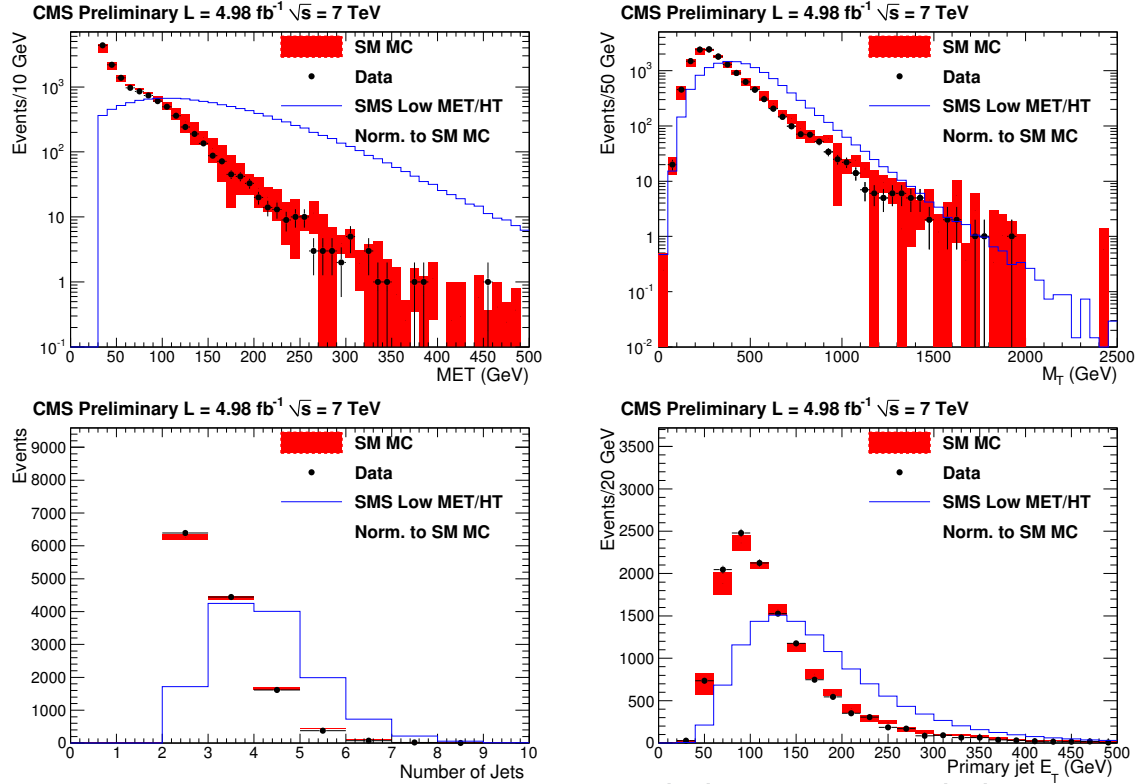 CMS Preliminary L = 4.98 fb⁻¹ √s = 7 TeV
Events/10 GeV
SM MC
Data
SMS Low MET/HT
Norm. to SM MC
10³
10²
10
1
10⁻¹
0 50 100 150 200 250 300 350 400 450 500
MET (GeV)
CMS Preliminary L = 4.98 fb⁻¹ √s = 7 TeV
Events/50 GeV
SM MC
Data
SMS Low MET/HT
Norm. to SM MC
10³
10²
10
1
10⁻¹
10⁻²
0 500 1000 1500 2000 2500
M_T (GeV)
CMS Preliminary L = 4.98 fb⁻¹ √s = 7 TeV
Events
SM MC
Data
SMS Low MET/HT
Norm. to SM MC
9000
8000
7000
6000
5000
4000
3000
2000
1000
0
0 1 2 3 4 5 6 7 8 9 10
Number of Jets
CMS Preliminary L = 4.98 fb⁻¹ √s = 7 TeV
Events/20 GeV
SM MC
Data
SMS Low MET/HT
Norm. to SM MC
3500
3000
2500
2000
1500
1000
500
0
50 100 150 200 250 300 350 400 450 500
Primary jet E_T (GeV)